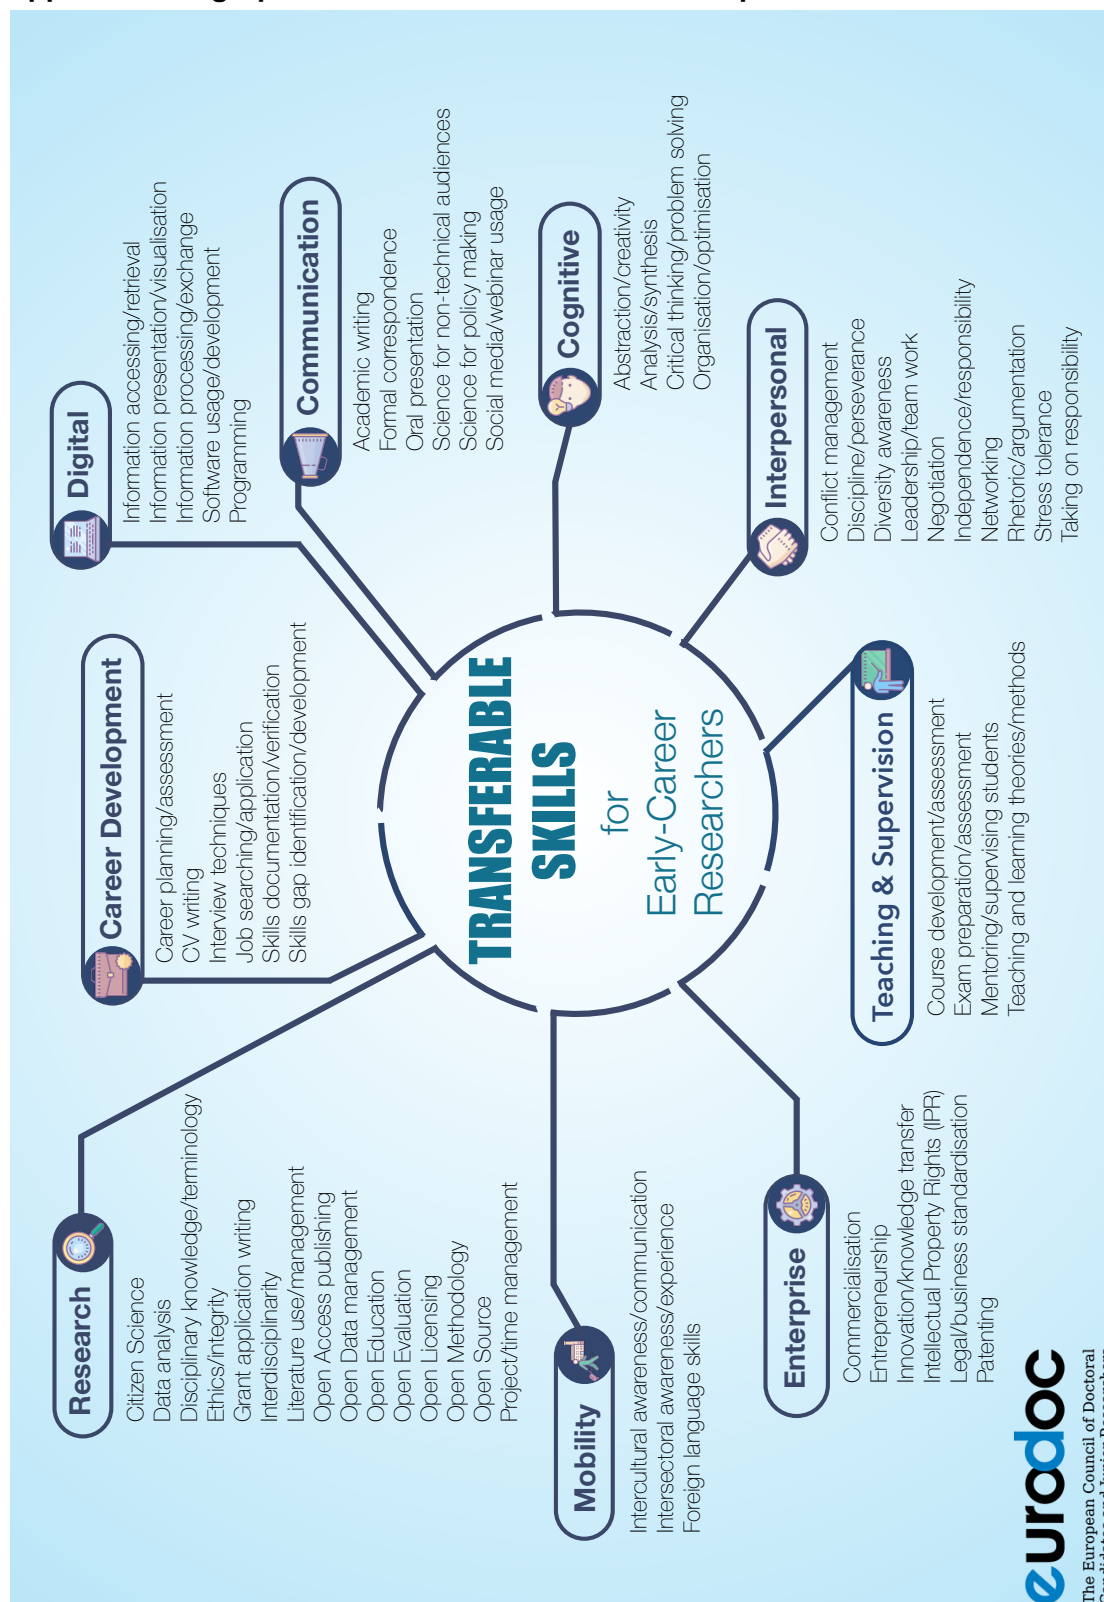 Research
Citizen Science
Data analysis
Disciplinary knowledge/terminology
Ethics/integrity
Grant application writing
Interdisciplinarity
Literature use/management
Open Access publishing
Open Data management
Open Education
Open Evaluation
Open Licensing
Open Methodology
Open Source
Project/time management
Career Development
Career planning/assessment
CV writing
Interview techniques
Job searching/application
Skills documentation/verification
Skills gap identification/development
Digital
Information accessing/retrieval
Information presentation/visualisation
Information processing/exchange
Software usage/development
Programming
Communication
Academic writing
Formal correspondence
Oral presentation
Science for non-technical audiences
Science for policy making
Social media/webinar usage
TRANSFERABLE
SKILLS
for
Early-Career
Researchers
Cognitive
Abstraction/creativity
Analysis/synthesis
Critical thinking/problem solving
Organisation/optimisation
Mobility
Intercultural awareness/communication
Intersectoral awareness/experience
Foreign language skills
Interpersonal
Conflict management
Discipline/perseverance
Diversity awareness
Leadership/team work
Negotiation
Independence/responsibility
Networking
Rhetoric/argumentation
Stress tolerance
Taking on responsibility
Enterprise
Commercialisation
Entrepreneurship
Innovation/knowledge transfer
Intellectual Property Rights (IPR)
Legal/business standardisation
Patenting
Teaching & Supervision
Course development/assessment
Exam preparation/assessment
Mentoring/supervising students
Teaching and learning theories/methods
eurodoc
The European Council of Doctoral
Candidates and Junior Researchers